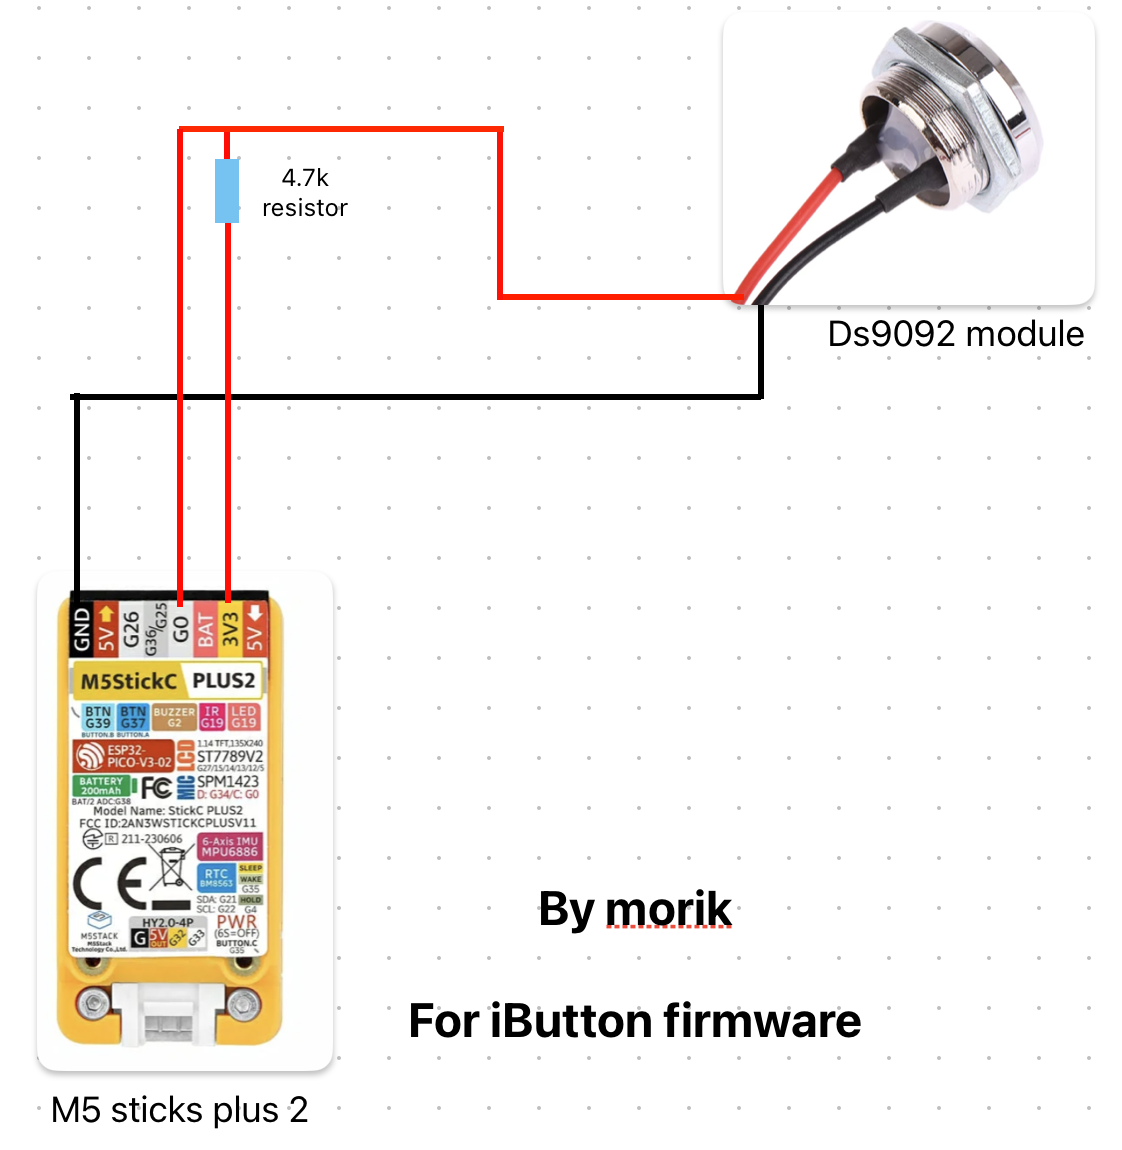 4.7k
resistor
Ds9092 module
GND
5V
G26
G36/G25
G0
BAT
3V3
5V
M5StickC PLUS2
BTN G39
BUTTON.B
BTN G37
BUTTON.A
BUZZER G2
IR G19
LED G19
ESP32-
PICO-V3-02
LCD
1.14 TFT,135X240
ST7789V2
G27/15/14/13/12/5
BATTERY
200mAh
BAT/2 ADC:G38
FC
MIC
SPM1423
D: G34/C: G0
Model Name: StickC PLUS2
FCC ID:2AN3WSTICKCPLUSV11
R 211-230606
6-Axis IMU
MPU6886
CE
RTC
BM8563
SLEEP
WAKE
G35
SDA: G21
SCL: G22
HOLD
G4
M5STACK
M5Stack
Technology Co.,Ltd.
HY2.0-4P
G 5V OUT G32 G33
PWR
(6S=OFF)
BUTTON.C
G35
By morik
For iButton firmware
M5 sticks plus 2